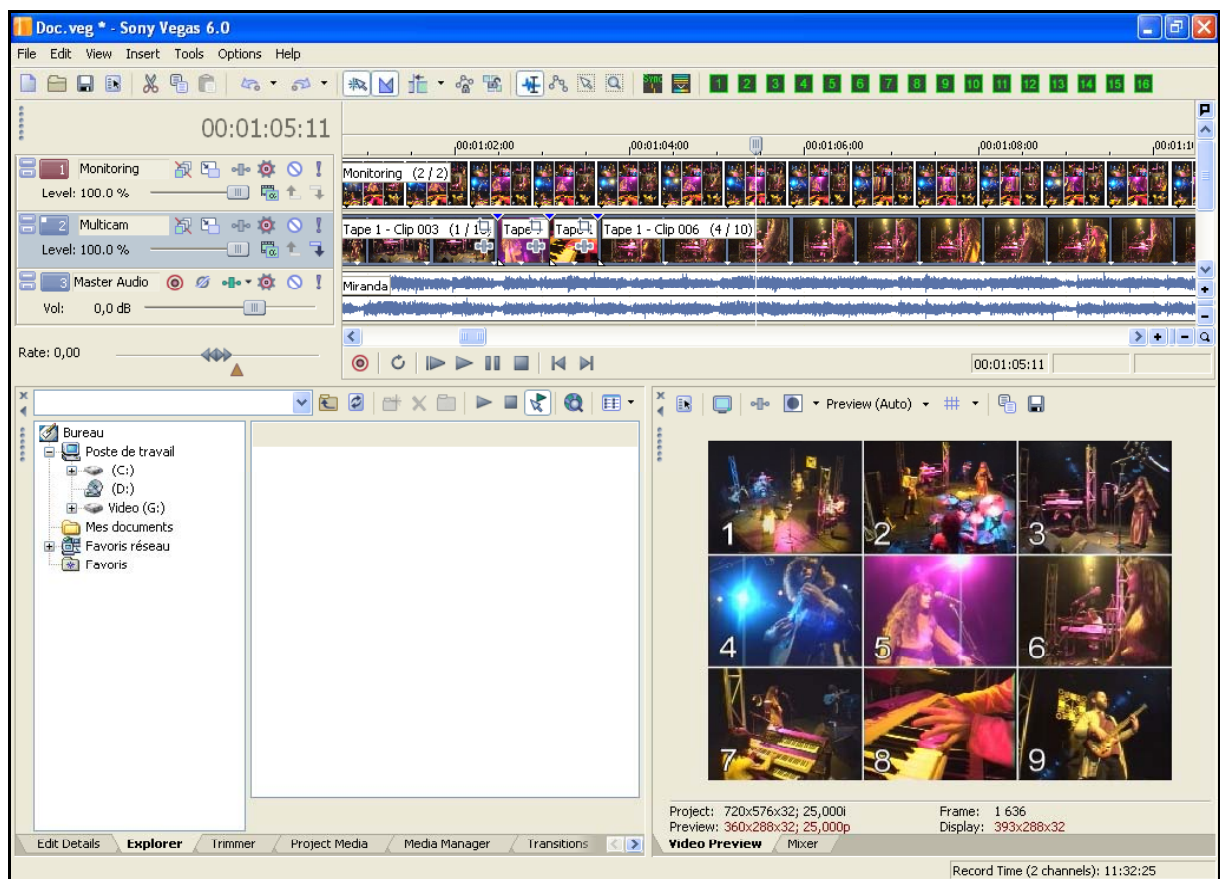 Doc.veg * - Sony Vegas 6.0
File Edit View Insert Tools Options Help
Sync 1 2 3 4 5 6 7 8 9 10 11 12 13 14 15 16
00:01:05:11
00:01:02:00 00:01:04:00 00:01:06:00 00:01:08:00
1 Monitoring
Level: 100.0 %
Monitoring (2 / 2)
2 Multicam
Level: 100.0 %
Tape 1 - Clip 003 (1 / Tape Tape Tape 1 - Clip 006 (4 / 10)
3 Master Audio
Vol: 0,0 dB
Miranda
Rate: 0,00
00:01:05:11
Bureau
Poste de travail
(C:)
(D:)
Video (G:)
Mes documents
Favoris réseau
Favoris
Preview (Auto)
1 2 3
4 5 6
7 8 9
Project: 720x576x32; 25,000i Frame: 1 636
Preview: 360x288x32; 25,000p Display: 393x288x32
Edit Details Explorer Trimmer Project Media Media Manager Transitions
Video Preview Mixer
Record Time (2 channels): 11:32:25